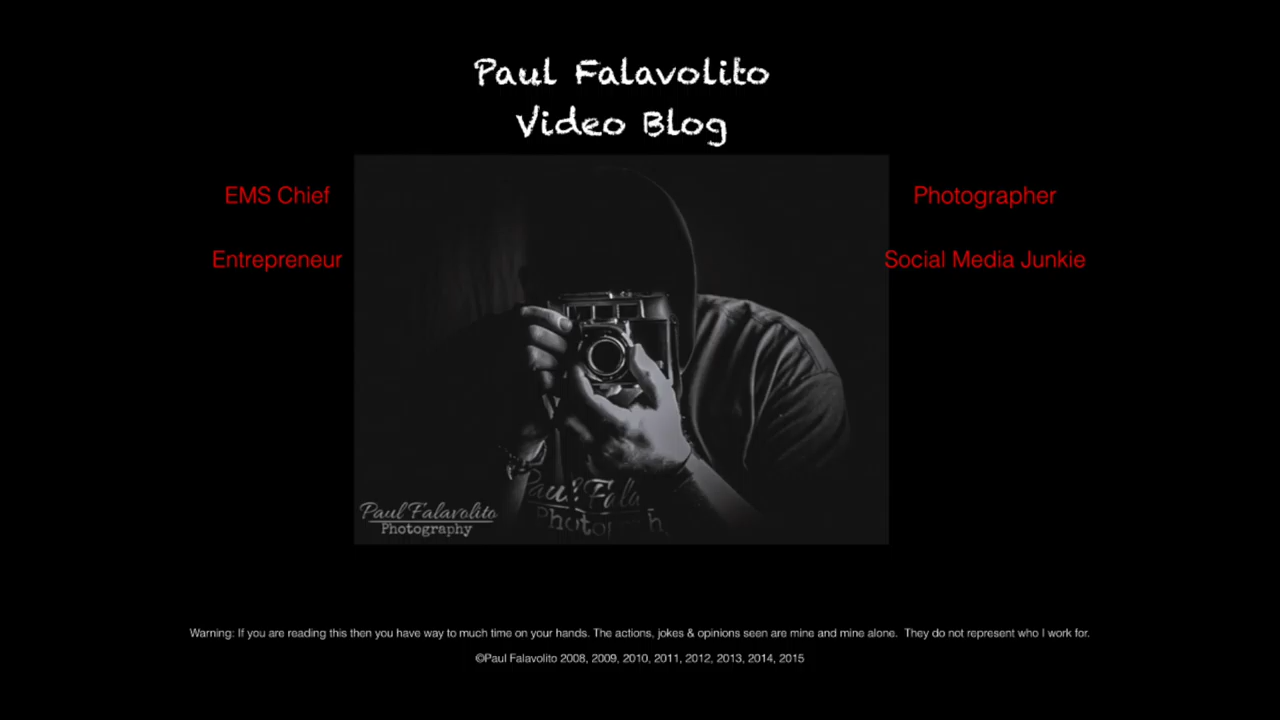 Paul Falavolito
Video Blog
EMS Chief
Photographer
Entrepreneur
Social Media Junkie
Paul Falavolito
Photography
Warning: If you are reading this then you have way to much time on your hands. The actions, jokes & opinions seen are mine and mine alone.  They do not represent who I work for.
©Paul Falavolito 2008, 2009, 2010, 2011, 2012, 2013, 2014, 2015